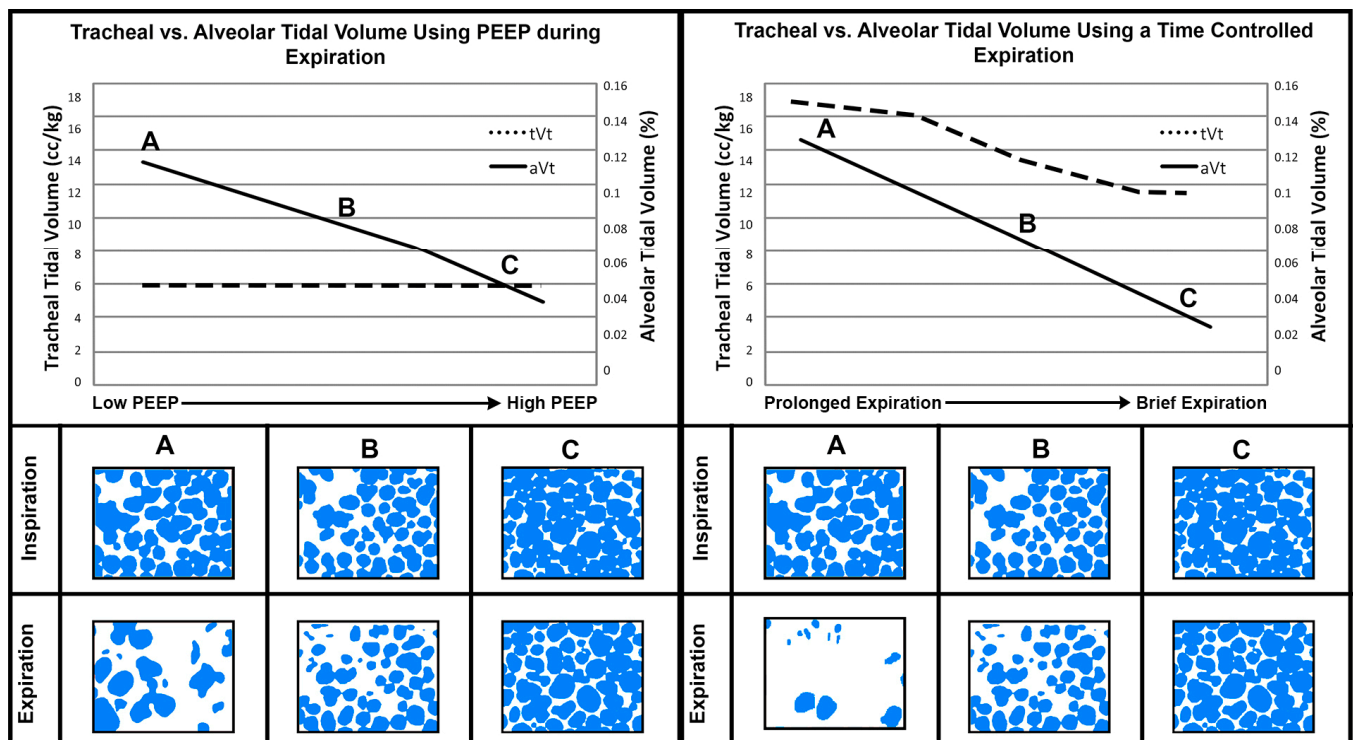 Tracheal vs. Alveolar Tidal Volume Using PEEP during
Expiration
Tracheal Tidal Volume (cc/kg)
18
16
14
12
10
8
6
4
2
0
A
B
C
tVt
aVt
0.16
0.14
0.12
0.1
0.08
0.06
0.04
0.02
0
Alveolar Tidal Volume (%)
Low PEEP
High PEEP
Tracheal vs. Alveolar Tidal Volume Using a Time Controlled
Expiration
Tracheal Tidal Volume (cc/kg)
18
16
14
12
10
8
6
4
2
0
A
B
C
tVt
aVt
0.16
0.14
0.12
0.1
0.08
0.06
0.04
0.02
0
Alveolar Tidal Volume (%)
Prolonged Expiration
Brief Expiration
A
B
C
Inspiration
Expiration
A
B
C
Inspiration
Expiration